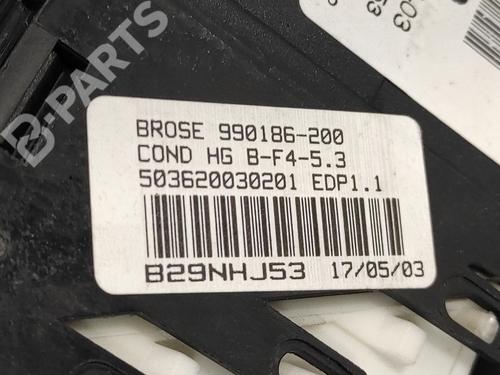 B-PARTS
BROSE 990186-200
COND HG B-F4-5.3
503620030201 EDP1.1
B29NHJ53 17/05/03